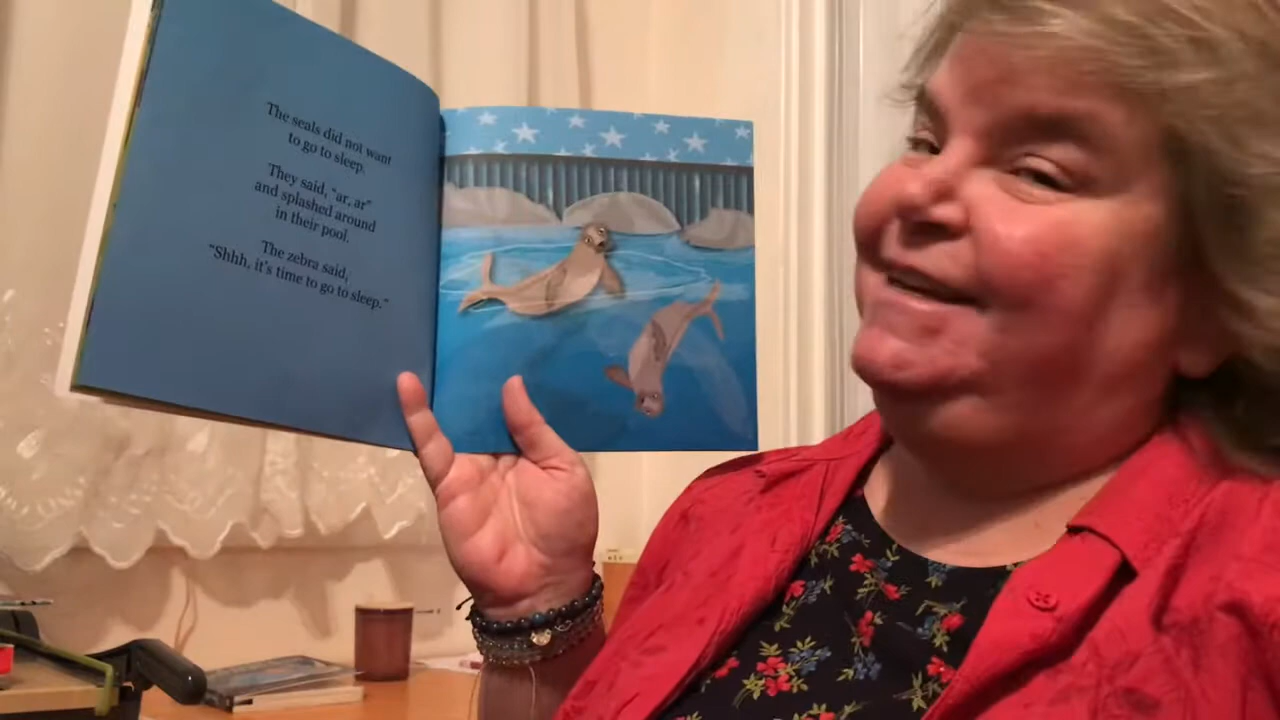 The seals did not want
to go to sleep.
They said, "ar, ar"
and splashed around
in their pool.
The zebra said,
"Shhh, it's time to go to sleep."